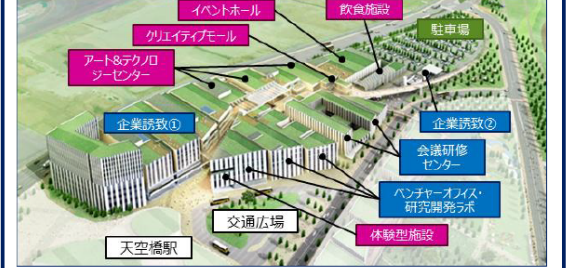 イベントホール
飲食施設
クリエイティブモール
駐車場
アート&テクノロ
ジーセンター
企業誘致①
企業誘致②
会議研修
センター
ベンチャーオフィス・
研究開発ラボ
交通広場
体験型施設
天空橋駅